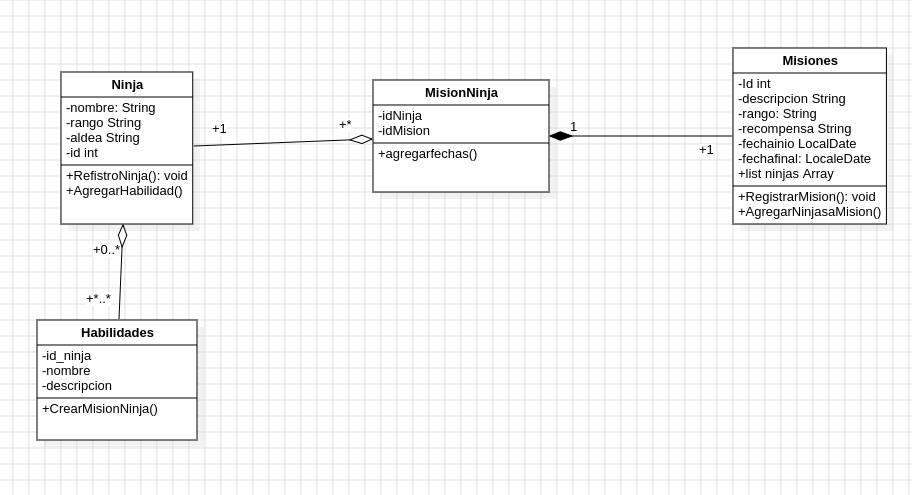 Ninja
-nombre: String
-rango String
-aldea String
-id int
+RefistroNinja(): void
+AgregarHabilidad()
+1
+*
MisionNinja
-idNinja
-idMision
+agregarfechas()
1
+1
Misiones
-Id int
-descripcion String
-rango: String
-recompensa String
-fechainio LocalDate
-fechafinal: LocaleDate
+list ninjas Array
+RegistrarMision(): void
+AgregarNinjasaMision()
+0..*
+*..*
Habilidades
-id_ninja
-nombre
-descripcion
+CrearMisionNinja()